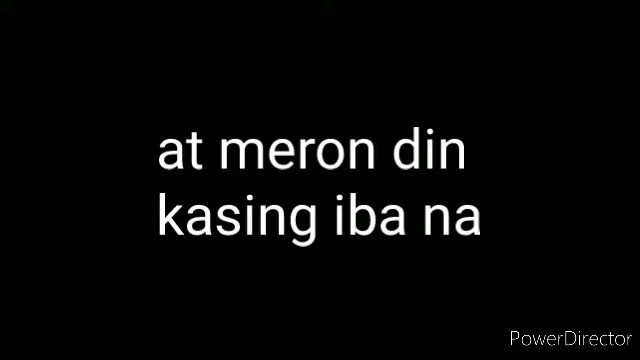 at meron din
kasing iba na
PowerDirector